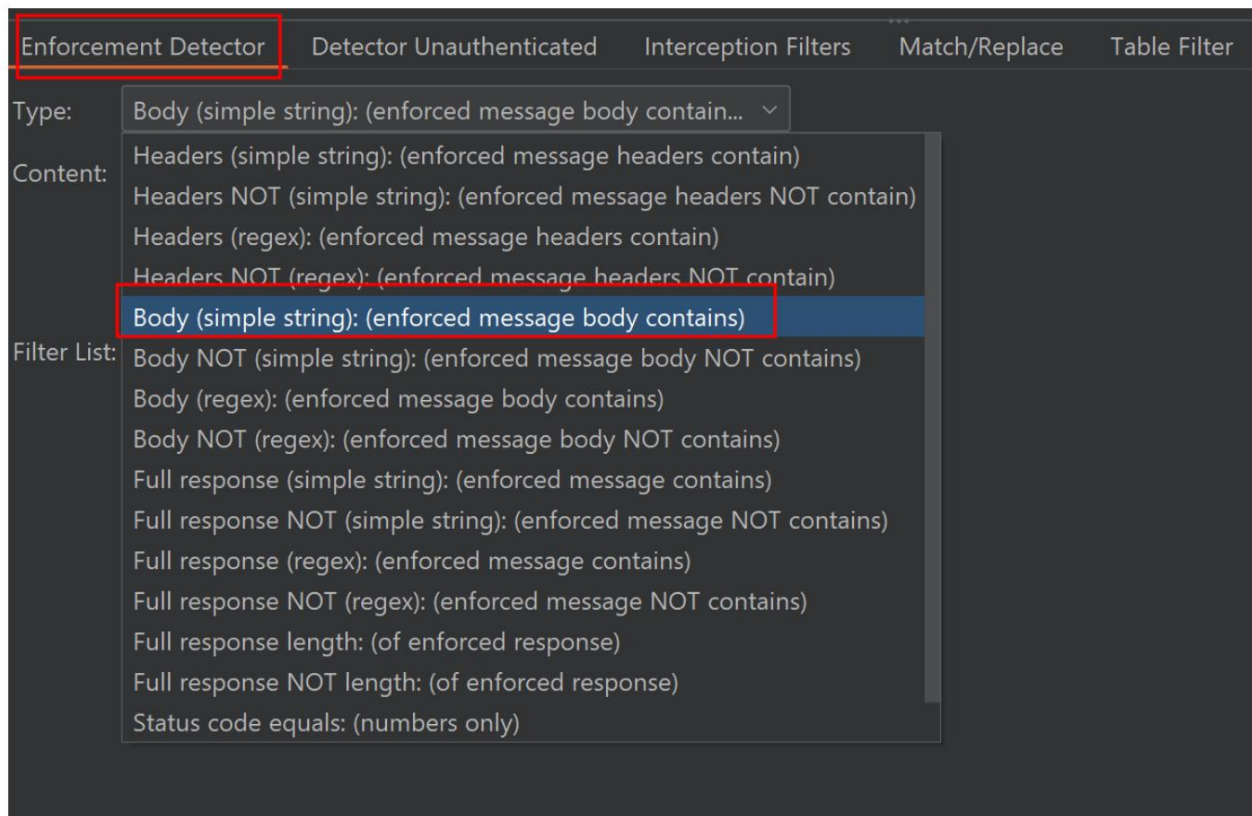 Enforcement Detector Detector Unauthenticated Interception Filters Match/Replace Table Filter
Type: Body (simple string): (enforced message body contain...
Content:
Headers (simple string): (enforced message headers contain)
Headers NOT (simple string): (enforced message headers NOT contain)
Headers (regex): (enforced message headers contain)
Headers NOT (regex): (enforced message headers NOT contain)
Body (simple string): (enforced message body contains)
Filter List:
Body NOT (simple string): (enforced message body NOT contains)
Body (regex): (enforced message body contains)
Body NOT (regex): (enforced message body NOT contains)
Full response (simple string): (enforced message contains)
Full response NOT (simple string): (enforced message NOT contains)
Full response (regex): (enforced message contains)
Full response NOT (regex): (enforced message NOT contains)
Full response length: (of enforced response)
Full response NOT length: (of enforced response)
Status code equals: (numbers only)